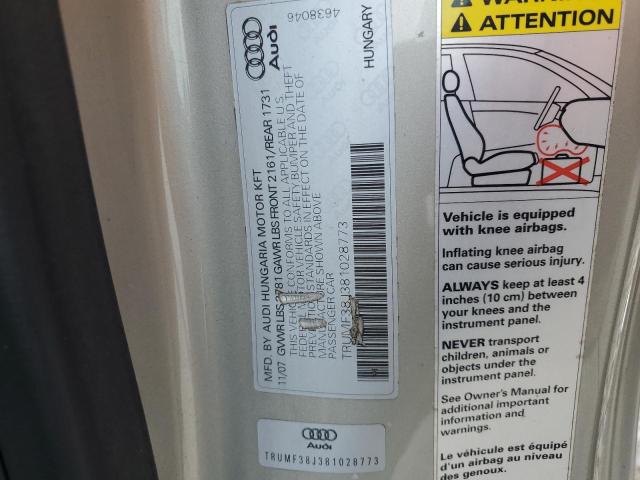 MFD. BY AUDI HUNGARIA MOTOR KFT
11/07 GVWR LBS 3781 GAWR LBS FRONT 2161/REAR 1731
THIS VEHICLE CONFORMS TO ALL APPLICABLE U.S.
FEDERAL MOTOR VEHICLE SAFETY BUMPER AND THEFT
PREVENTION STANDARDS IN EFFECT ON THE DATE OF
MANUFACTURE SHOWN ABOVE
PASSENGER CAR
TRUMF38J381028773
Audi
4638046
HUNGARY
Audi
TRUMF38J381028773
WARNING
ATTENTION
Vehicle is equipped
with knee airbags.
Inflating knee airbag
can cause serious injury.
ALWAYS keep at least 4
inches (10 cm) between
your knees and the
instrument panel.
NEVER transport
children, animals or
objects under the
instrument panel.
See Owner's Manual for
additional important
information and
warnings.
Le véhicule est équipé
d'un airbag au niveau
des genoux.